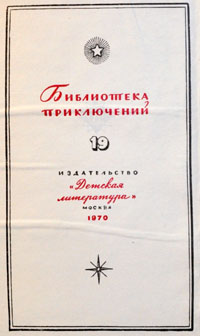 Библиотека
приключений
19
ИЗДАТЕЛЬСТВО
«Детская
литература»
МОСКВА
1970